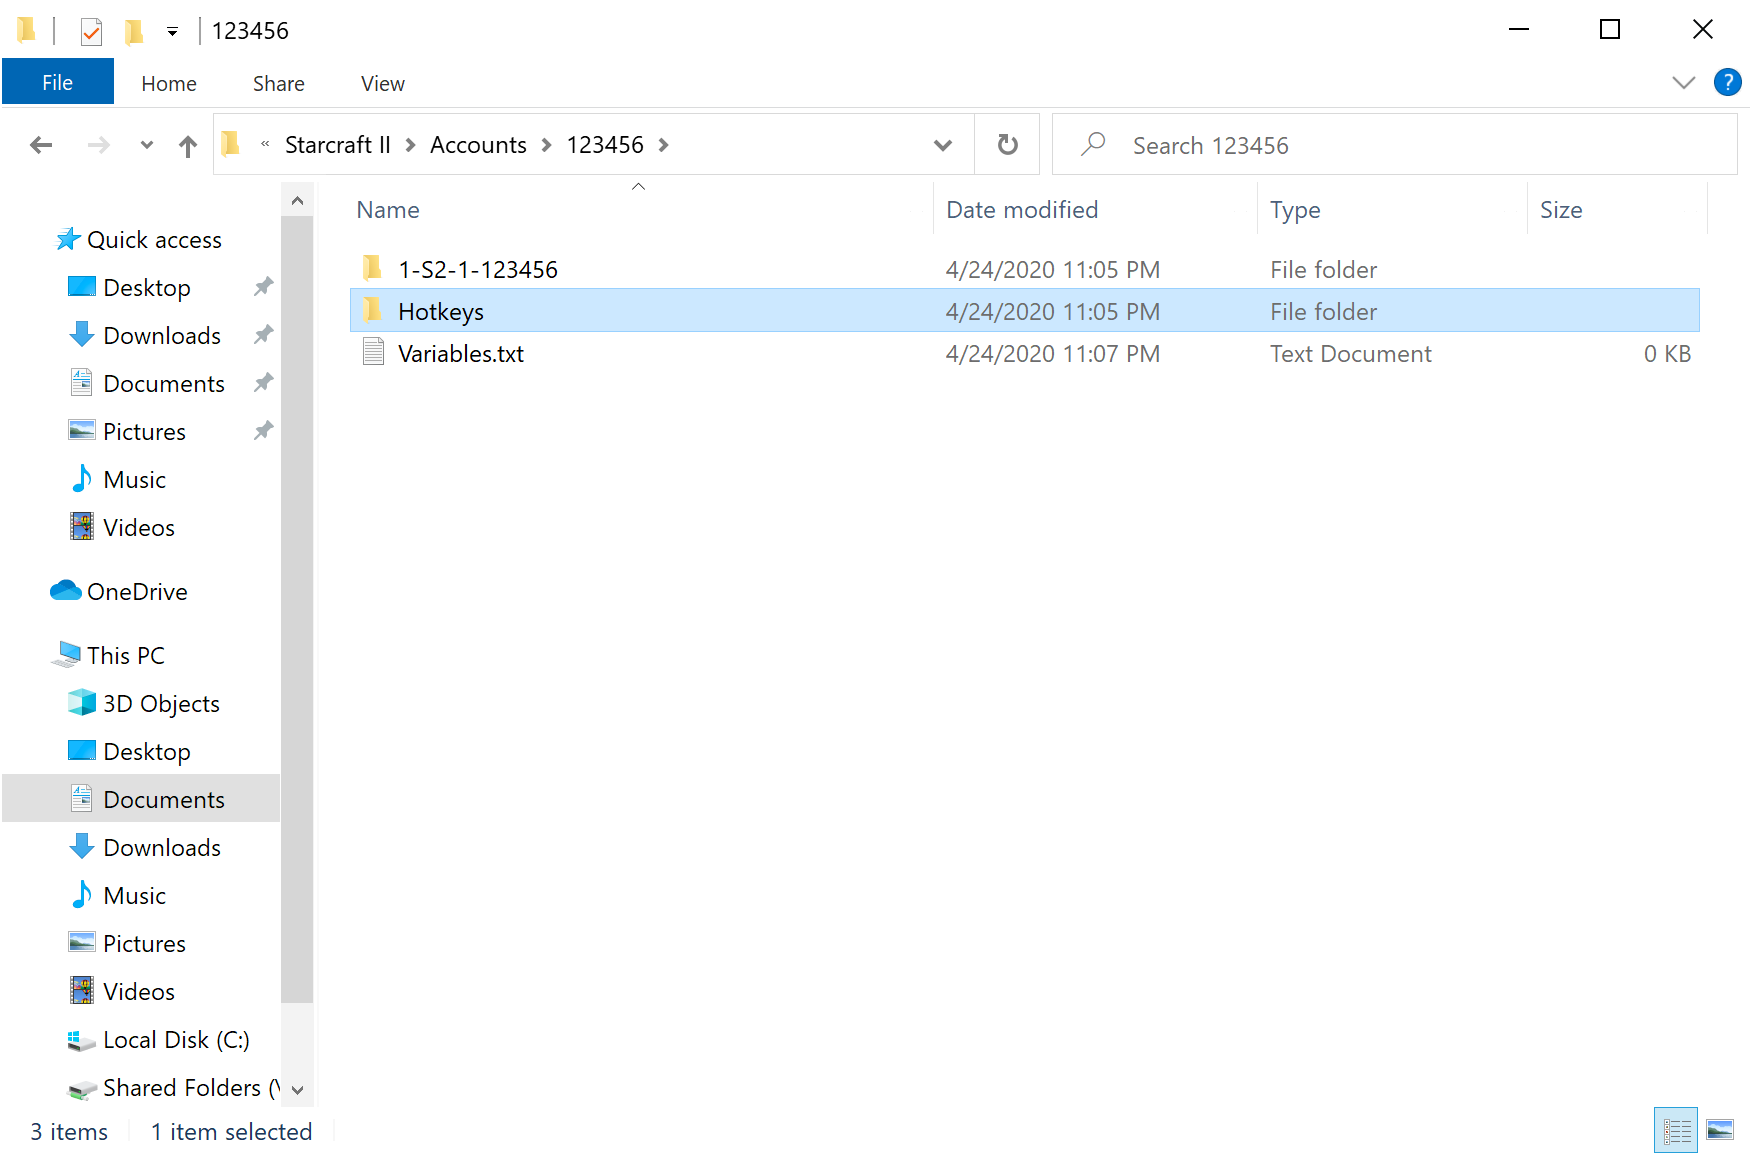 123456
File Home Share View
« Starcraft II > Accounts > 123456 > Search 123456
Name Date modified Type Size
1-S2-1-123456 4/24/2020 11:05 PM File folder
Hotkeys 4/24/2020 11:05 PM File folder
Variables.txt 4/24/2020 11:07 PM Text Document 0 KB
Quick access
Desktop
Downloads
Documents
Pictures
Music
Videos
OneDrive
This PC
3D Objects
Desktop
Documents
Downloads
Music
Pictures
Videos
Local Disk (C:)
Shared Folders (
3 items 1 item selected